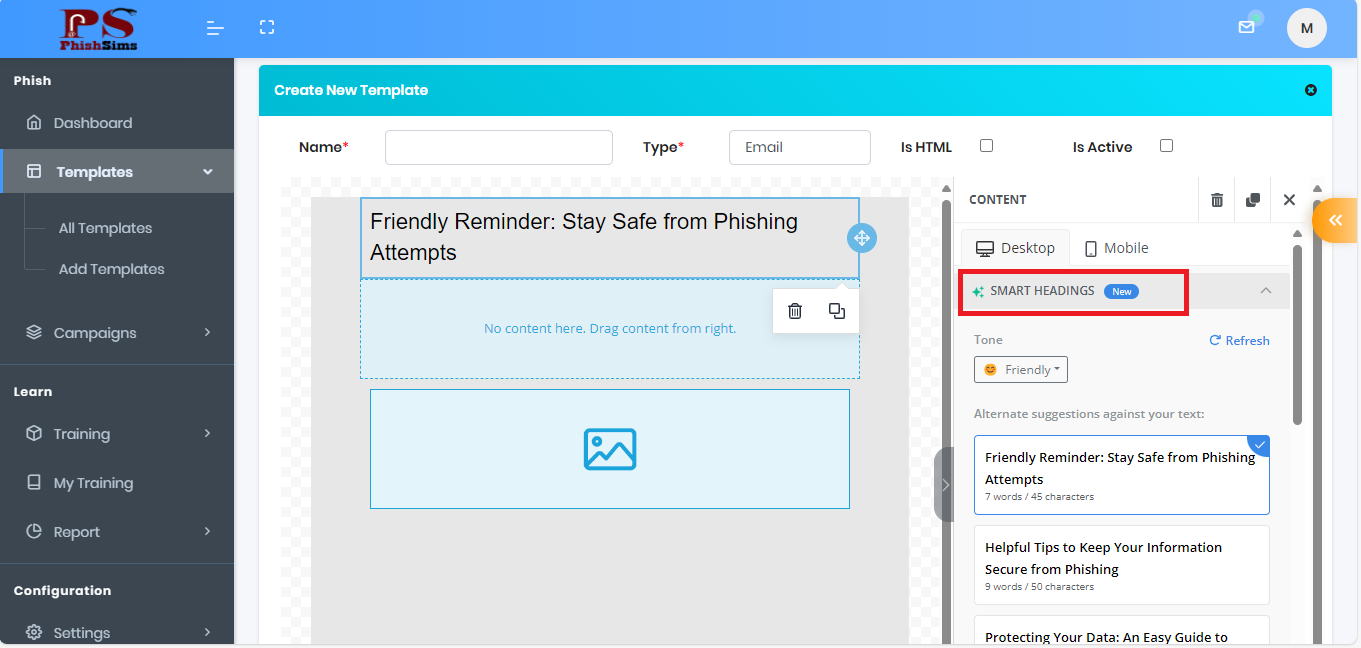 PS
PhishSims
M
Phish
Dashboard
Templates
All Templates
Add Templates
Campaigns
Learn
Training
My Training
Report
Configuration
Settings
Create New Template
Name*
Type*
Email
Is HTML
Is Active
Friendly Reminder: Stay Safe from Phishing
Attempts
No content here. Drag content from right.
CONTENT
Desktop
Mobile
SMART HEADINGS New
Tone
Refresh
Friendly
Alternate suggestions against your text:
Friendly Reminder: Stay Safe from Phishing
Attempts
7 words / 45 characters
Helpful Tips to Keep Your Information
Secure from Phishing
9 words / 50 characters
Protecting Your Data: An Easy Guide to